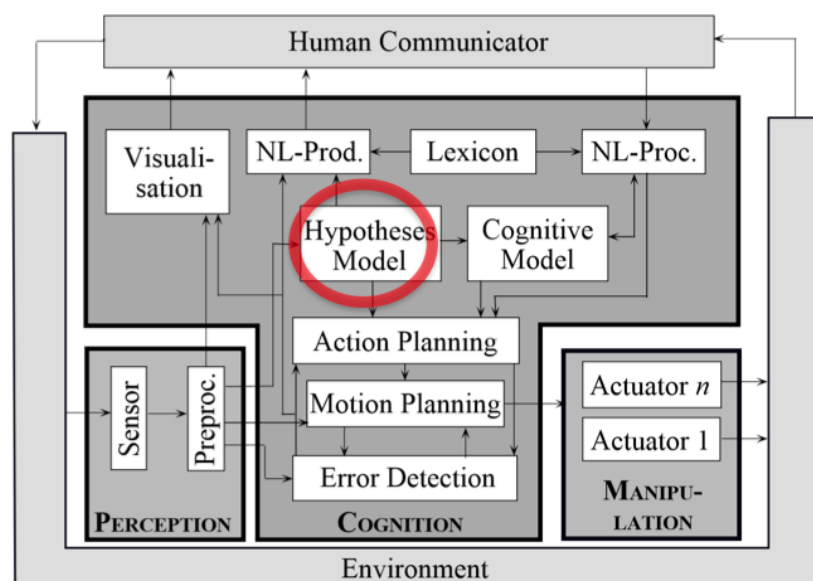 Human Communicator
Visuali-
sation
NL-Prod.
Lexicon
NL-Proc.
Hypotheses
Model
Cognitive
Model
Action Planning
Motion Planning
Error Detection
Sensor
Preproc.
PERCEPTION
COGNITION
Actuator n
Actuator 1
MANIPU-
LATION
Environment